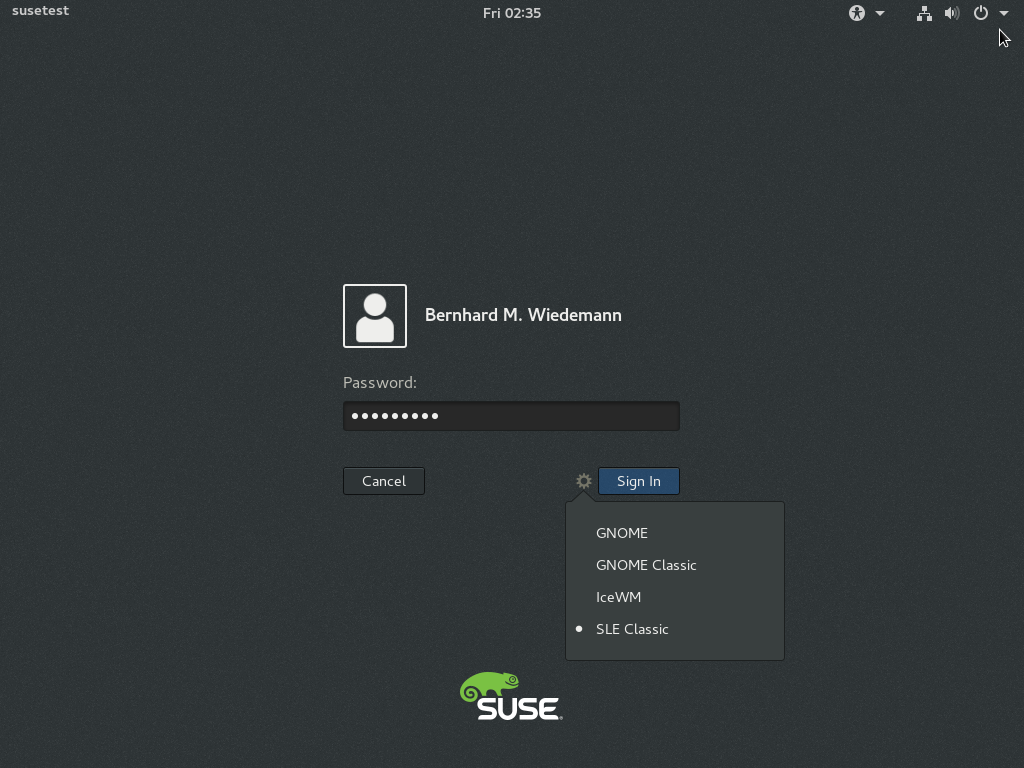 susetest
Fri 02:35
Bernhard M. Wiedemann
Password:
Cancel
Sign In
GNOME
GNOME Classic
IceWM
SLE Classic
SUSE